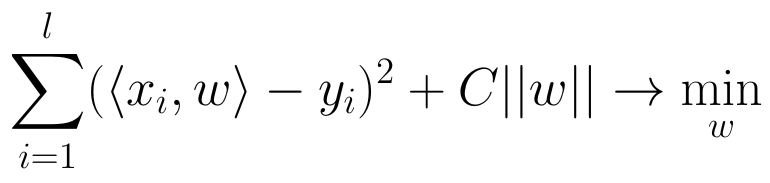 \sum_{i=1}^{l} (\langle x_i, w \rangle - y_i)^2 + C||w|| \to \min_{w}